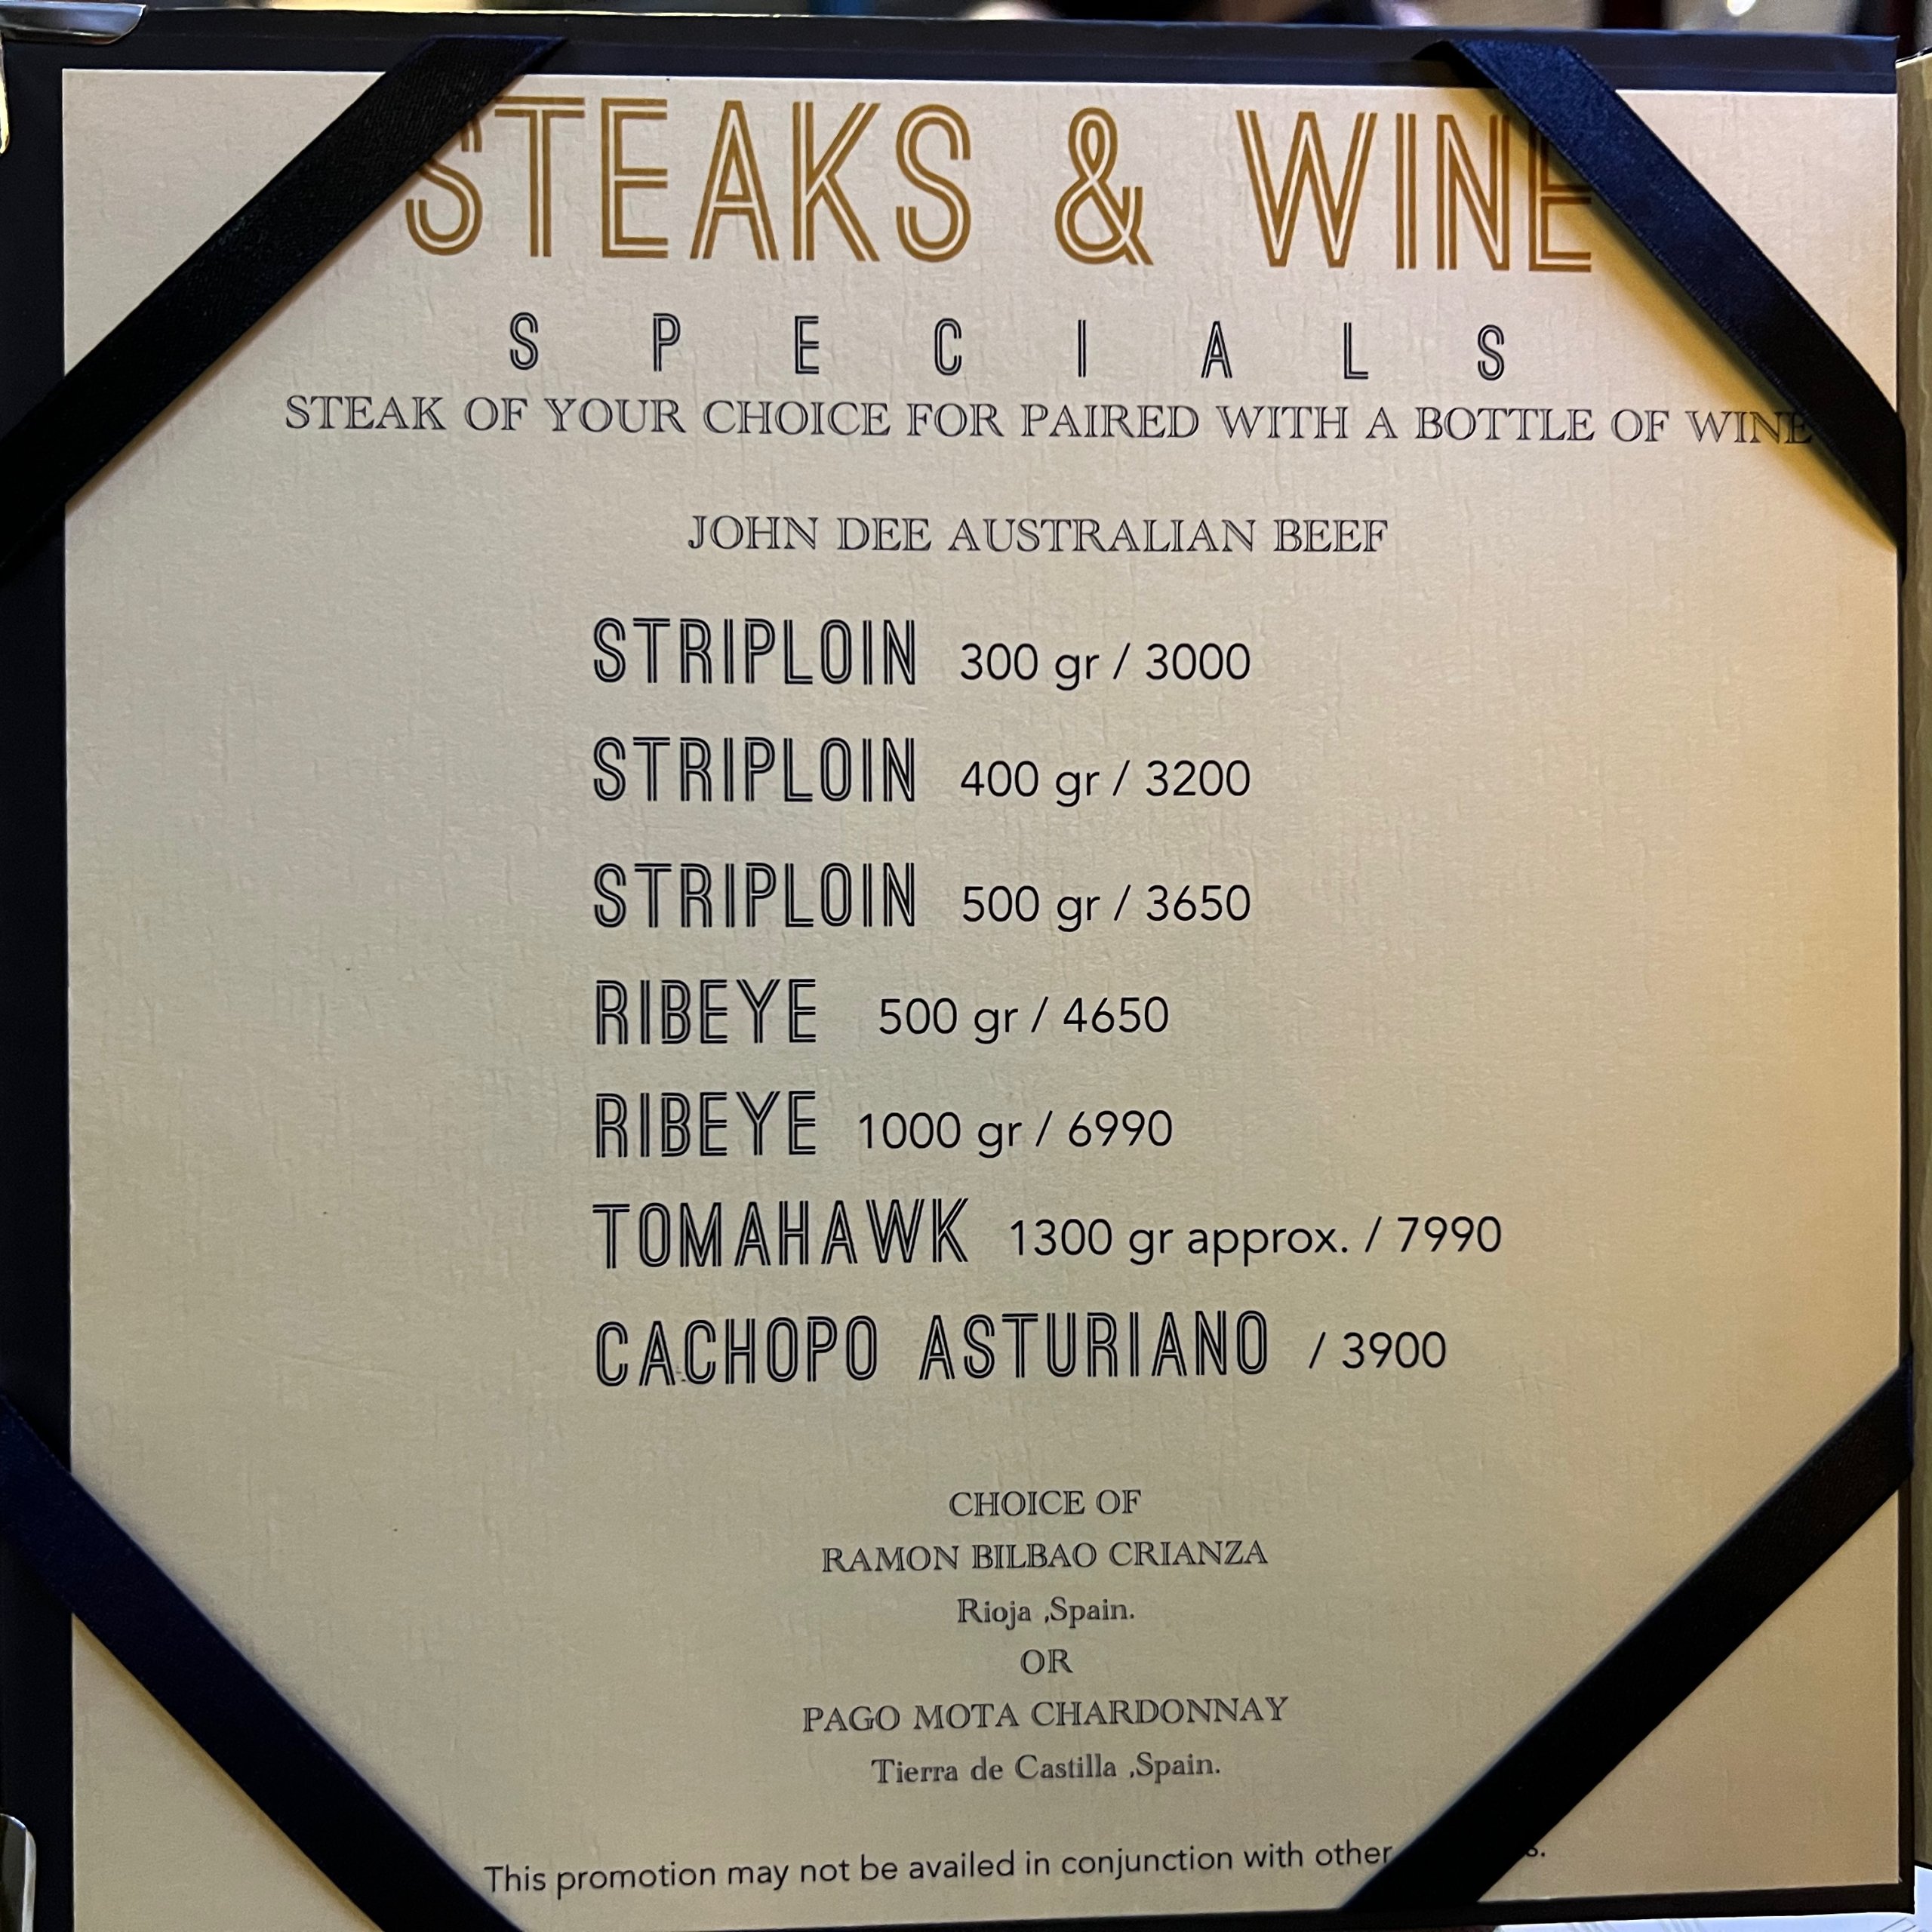 STEAKS & WINE
SPECIALS
STEAK OF YOUR CHOICE FOR PAIRED WITH A BOTTLE OF WINE
JOHN DEE AUSTRALIAN BEEF
STRIPLOIN 300 gr / 3000
STRIPLOIN 400 gr / 3200
STRIPLOIN 500 gr / 3650
RIBEYE 500 gr / 4650
RIBEYE 1000 gr / 6990
TOMAHAWK 1300 gr approx. / 7990
CACHOPO ASTURIANO / 3900
CHOICE OF
RAMON BILBAO CRIANZA
Rioja ,Spain.
OR
PAGO MOTA CHARDONNAY
Tierra de Castilla ,Spain.
This promotion may not be availed in conjunction with other